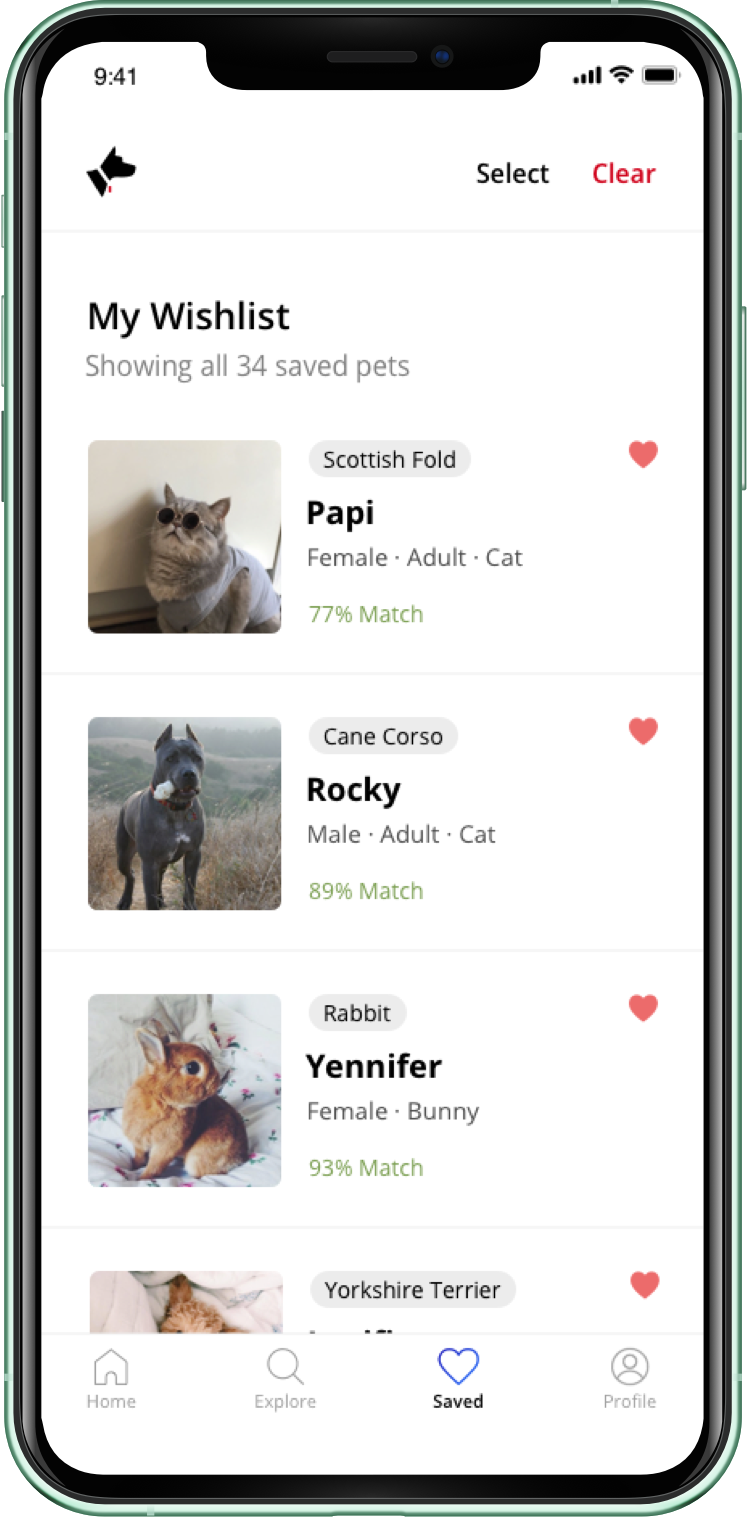 9:41
Select Clear
My Wishlist
Showing all 34 saved pets
Scottish Fold
Papi
Female · Adult · Cat
77% Match
Cane Corso
Rocky
Male · Adult · Cat
89% Match
Rabbit
Yennifer
Female · Bunny
93% Match
Yorkshire Terrier
Home Explore Saved Profile